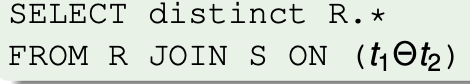 SELECT distinct R.*
FROM R JOIN S ON (t₁Θt₂)